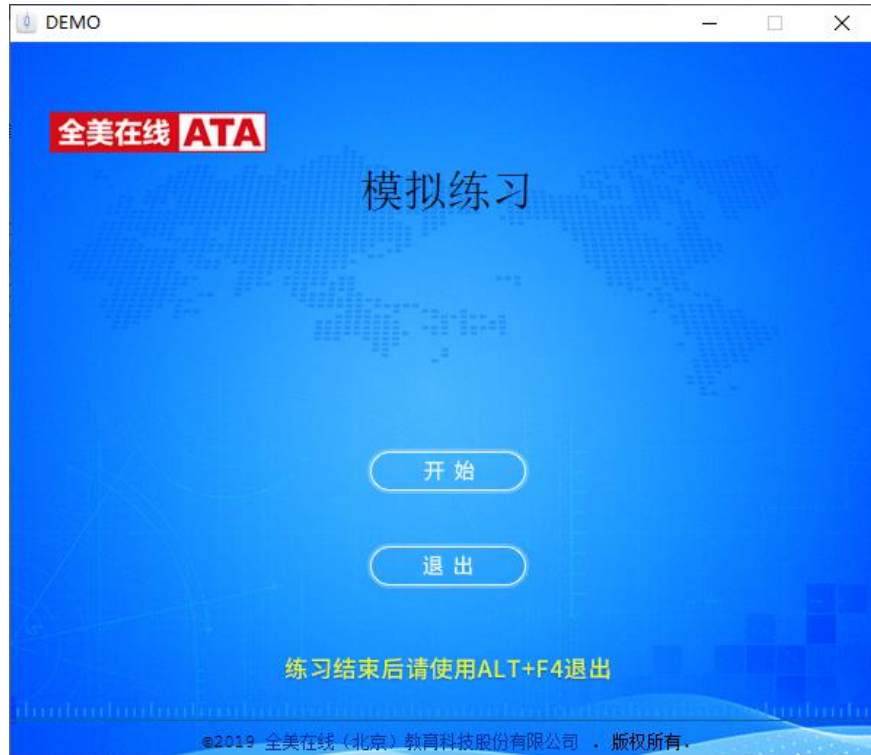 DEMO
全美在线 ATA
模拟练习
开 始
退 出
练习结束后请使用ALT+F4退出
©2019 全美在线（北京）教育科技股份有限公司 . 版权所有.